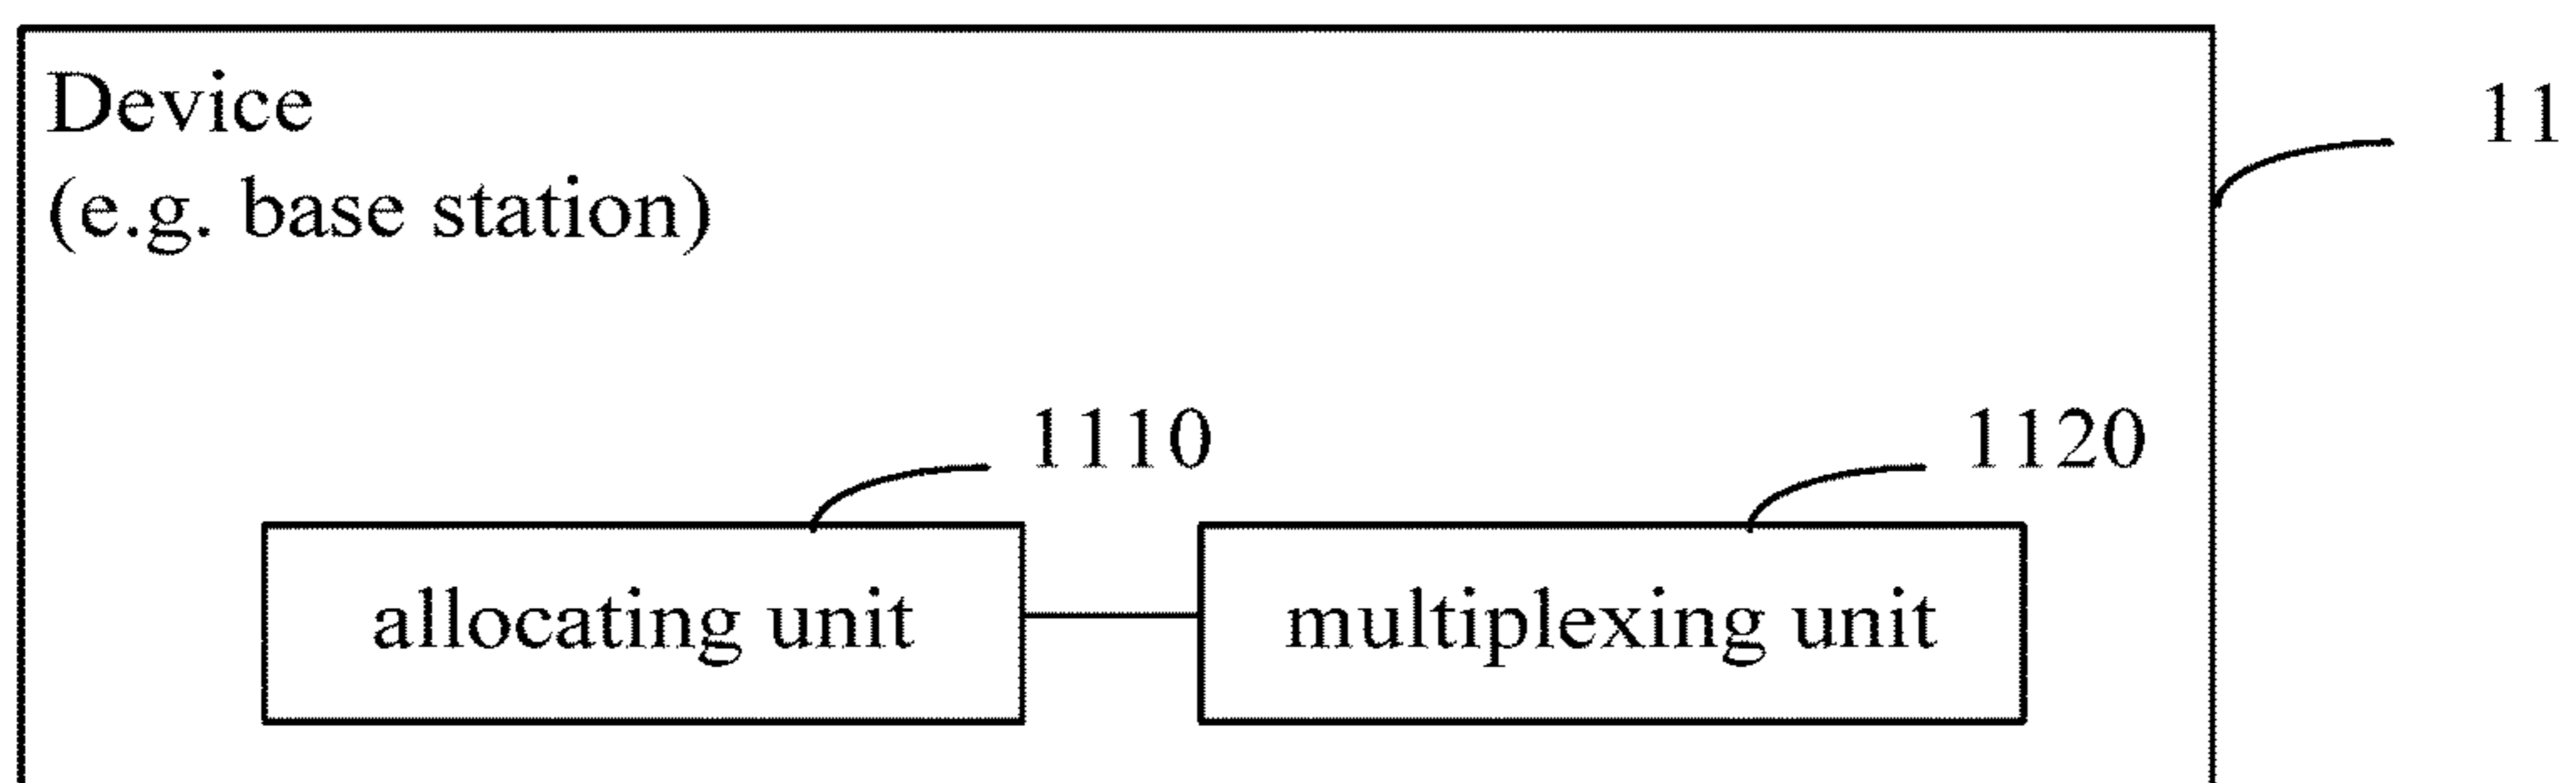 Device
(e.g. base station)
11
1110
1120
allocating unit
multiplexing unit